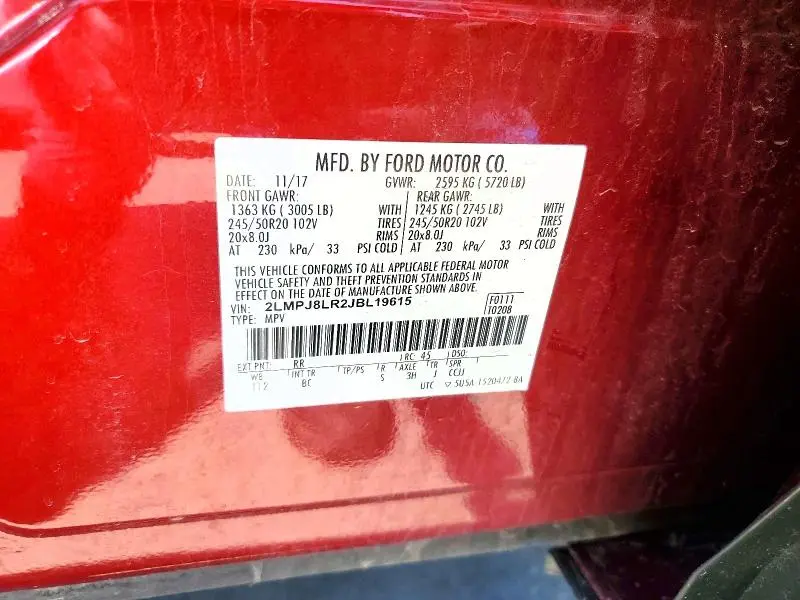 MFD. BY FORD MOTOR CO.
DATE: 11/17 GVWR: 2595 KG ( 5720 LB)
FRONT GAWR: REAR GAWR:
1363 KG ( 3005 LB) WITH 1245 KG ( 2745 LB) WITH
245/50R20 102V TIRES 245/50R20 102V TIRES
20x8.0J RIMS 20x8.0J RIMS
AT 230 kPa/ 33 PSI COLD AT 230 kPa/ 33 PSI COLD
THIS VEHICLE CONFORMS TO ALL APPLICABLE FEDERAL MOTOR
VEHICLE SAFETY AND THEFT PREVENTION STANDARDS IN
EFFECT ON THE DATE OF MANUFACTURE SHOWN ABOVE.
VIN: 2LMPJ8LR2JBL19615 F0111
TYPE: MPV T0208
EXT PNT: RR RC: 45 DSO:
WB INT TR TP/PS R AXLE TR SPR
112 BC S 3H J CCJJ
UTC 5U5A 1520472 BA